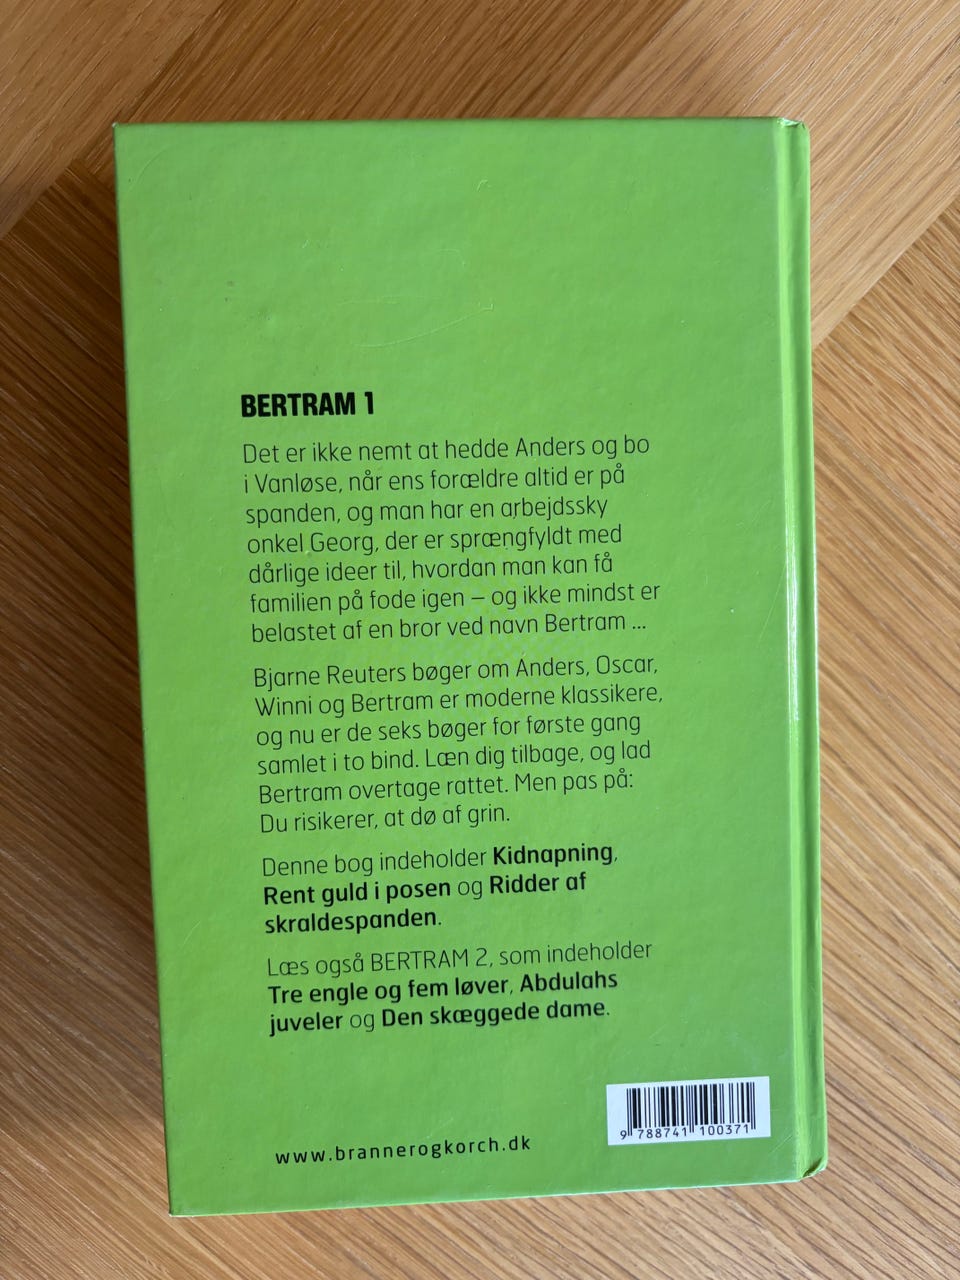 BERTRAM 1
Det er ikke nemt at hedde Anders og bo
i Vanløse, når ens forældre altid er på
spanden, og man har en arbejdssky
onkel Georg, der er sprængfyldt med
dårlige ideer til, hvordan man kan få
familien på fode igen – og ikke mindst er
belastet af en bror ved navn Bertram ...
Bjarne Reuters bøger om Anders, Oscar,
Winni og Bertram er moderne klassikere,
og nu er de seks bøger for første gang
samlet i to bind. Læn dig tilbage, og lad
Bertram overtage rattet. Men pas på:
Du risikerer, at dø af grin.
Denne bog indeholder Kidnapning,
Rent guld i posen og Ridder af
skraldespanden.
Læs også BERTRAM 2, som indeholder
Tre engle og fem løver, Abdulahs
juveler og Den skæggede dame.
www.brannerogkorch.dk
9 788741 100371